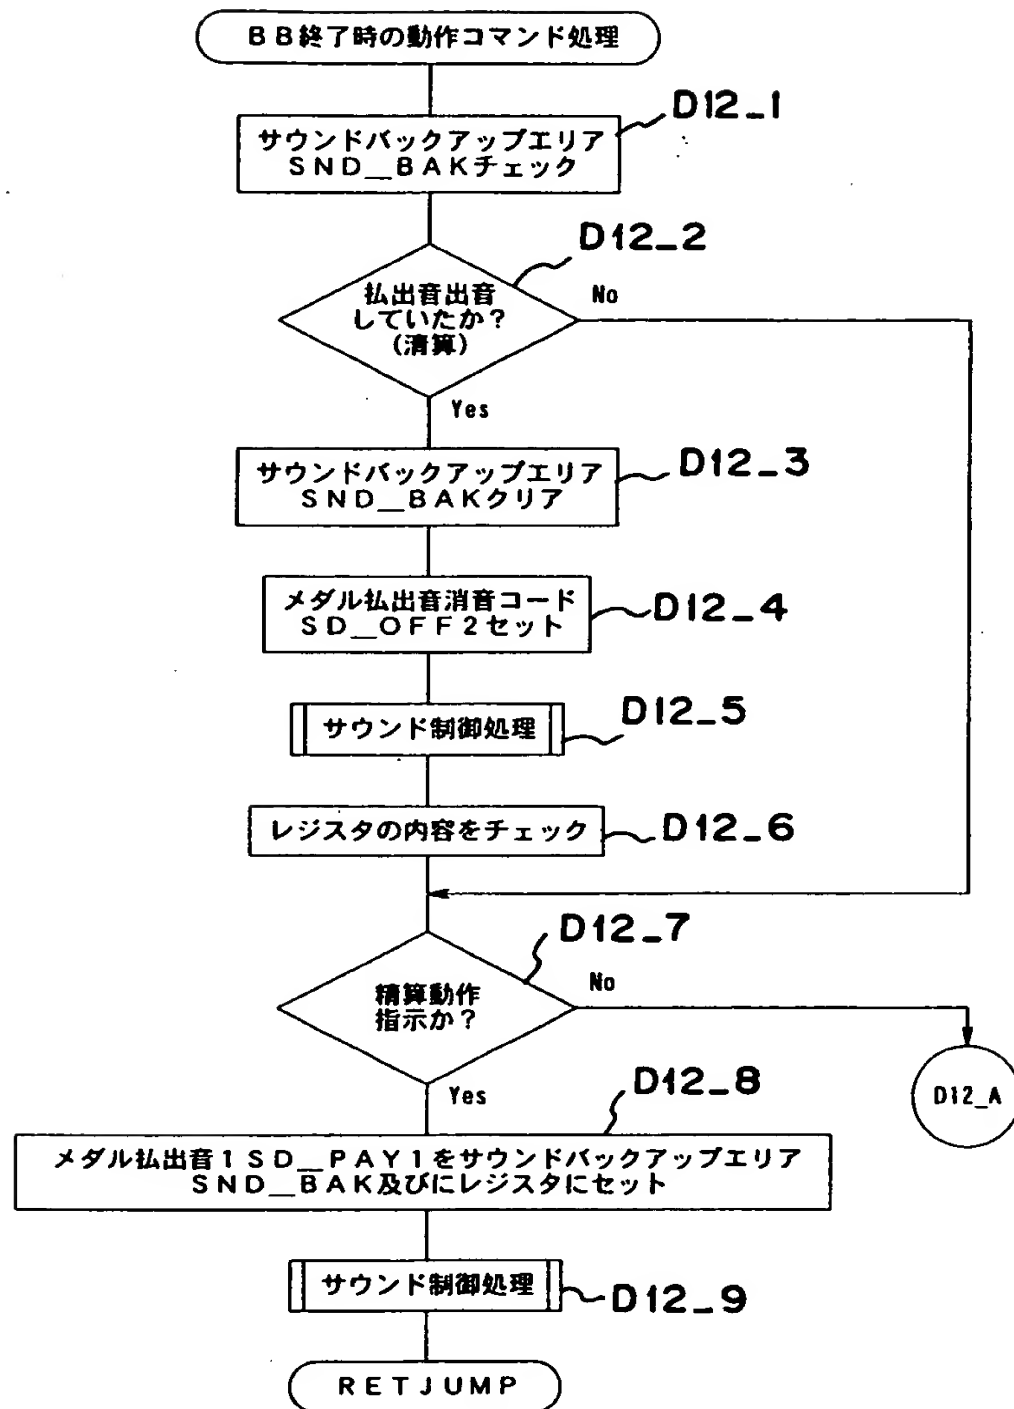 ＢＢ終了時の動作コマンド処理
D12_1
サウンドバックアップエリア
ＳＮＤ＿ＢＡＫチェック
D12_2
払出音出音
していたか？
(清算)
No
Yes
サウンドバックアップエリア
ＳＮＤ＿ＢＡＫクリア
D12_3
メダル払出音消音コード
ＳＤ＿ＯＦＦ２セット
D12_4
サウンド制御処理
D12_5
レジスタの内容をチェック
D12_6
D12_7
精算動作
指示か？
No
Yes
D12_A
D12_8
メダル払出音１ＳＤ＿ＰＡＹ１をサウンドバックアップエリア
ＳＮＤ＿ＢＡＫ及びにレジスタにセット
サウンド制御処理
D12_9
ＲＥＴＪＵＭＰ